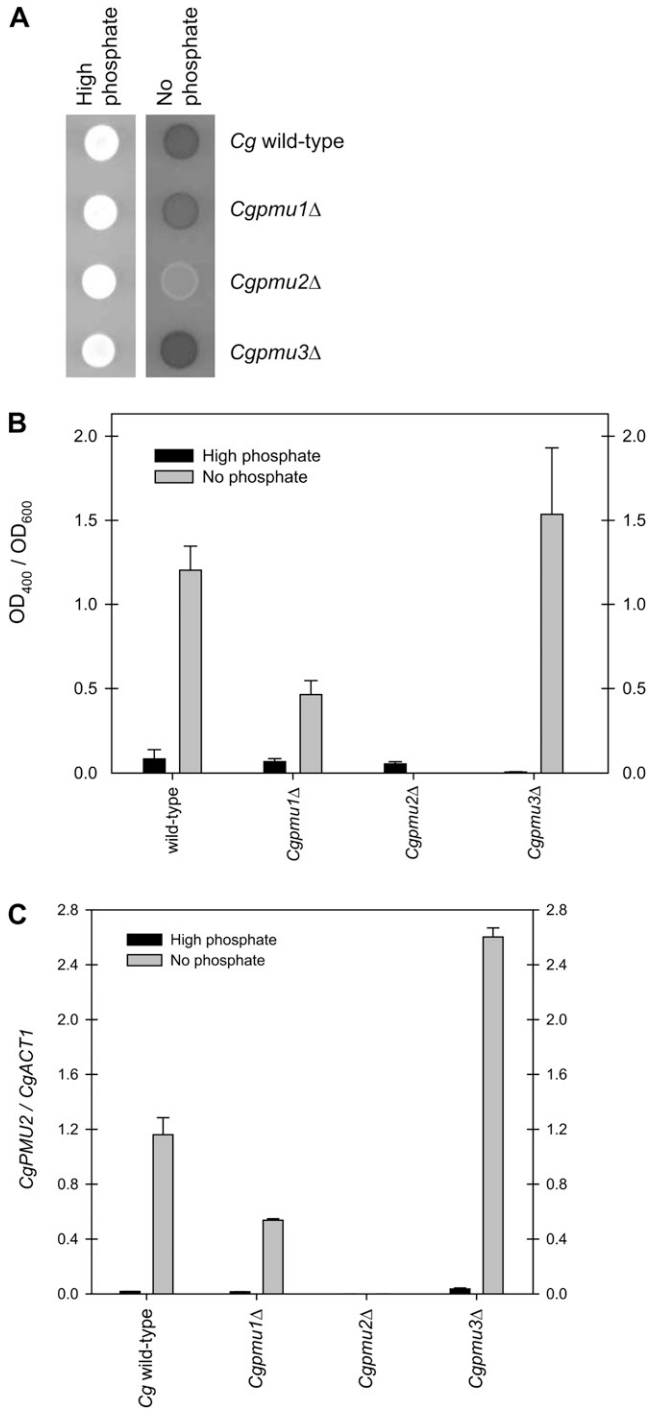 A
High phosphate
No phosphate
Cg wild-type
Cgpmu1Δ
Cgpmu2Δ
Cgpmu3Δ
B
OD400 / OD600
2.0
1.5
1.0
0.5
0.0
High phosphate
No phosphate
2.0
1.5
1.0
0.5
0.0
wild-type
Cgpmu1Δ
Cgpmu2Δ
Cgpmu3Δ
C
CgPMU2 / CgACT1
2.8
2.4
2.0
1.6
1.2
0.8
0.4
0.0
High phosphate
No phosphate
2.8
2.4
2.0
1.6
1.2
0.8
0.4
0.0
Cg wild-type
Cgpmu1Δ
Cgpmu2Δ
Cgpmu3Δ